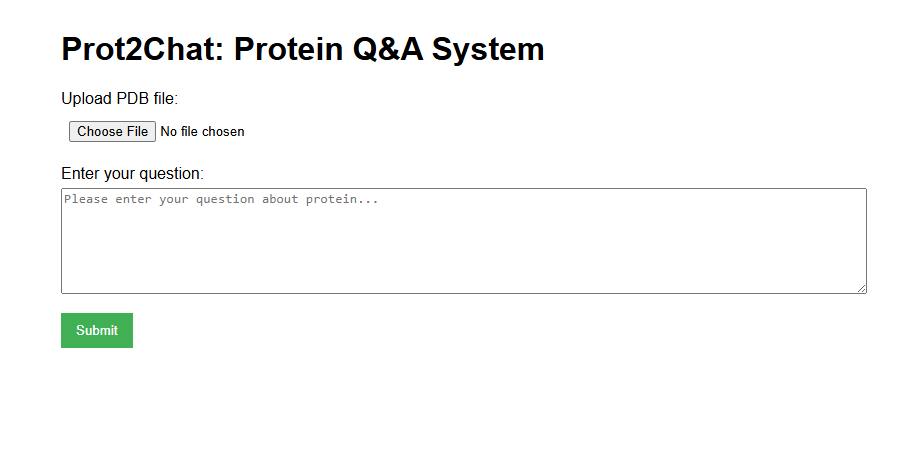 Prot2Chat: Protein Q&A System
Upload PDB file:
Choose File No file chosen
Enter your question:
Please enter your question about protein...
Submit